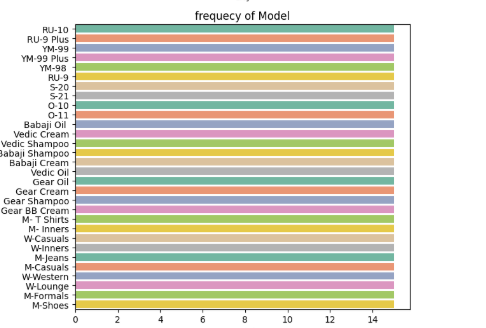 frequecy of Model
RU-10
RU-9 Plus
YM-99
YM-99 Plus
YM-98
RU-9
S-20
S-21
O-10
O-11
Babaji Oil
Vedic Cream
Vedic Shampoo
Babaji Shampoo
Babaji Cream
Vedic Oil
Gear Oil
Gear Cream
Gear Shampoo
Gear BB Cream
M- T Shirts
M- Inners
W-Casuals
W-Inners
M-Jeans
M-Casuals
W-Western
W-Lounge
M-Formals
M-Shoes
0 2 4 6 8 10 12 14